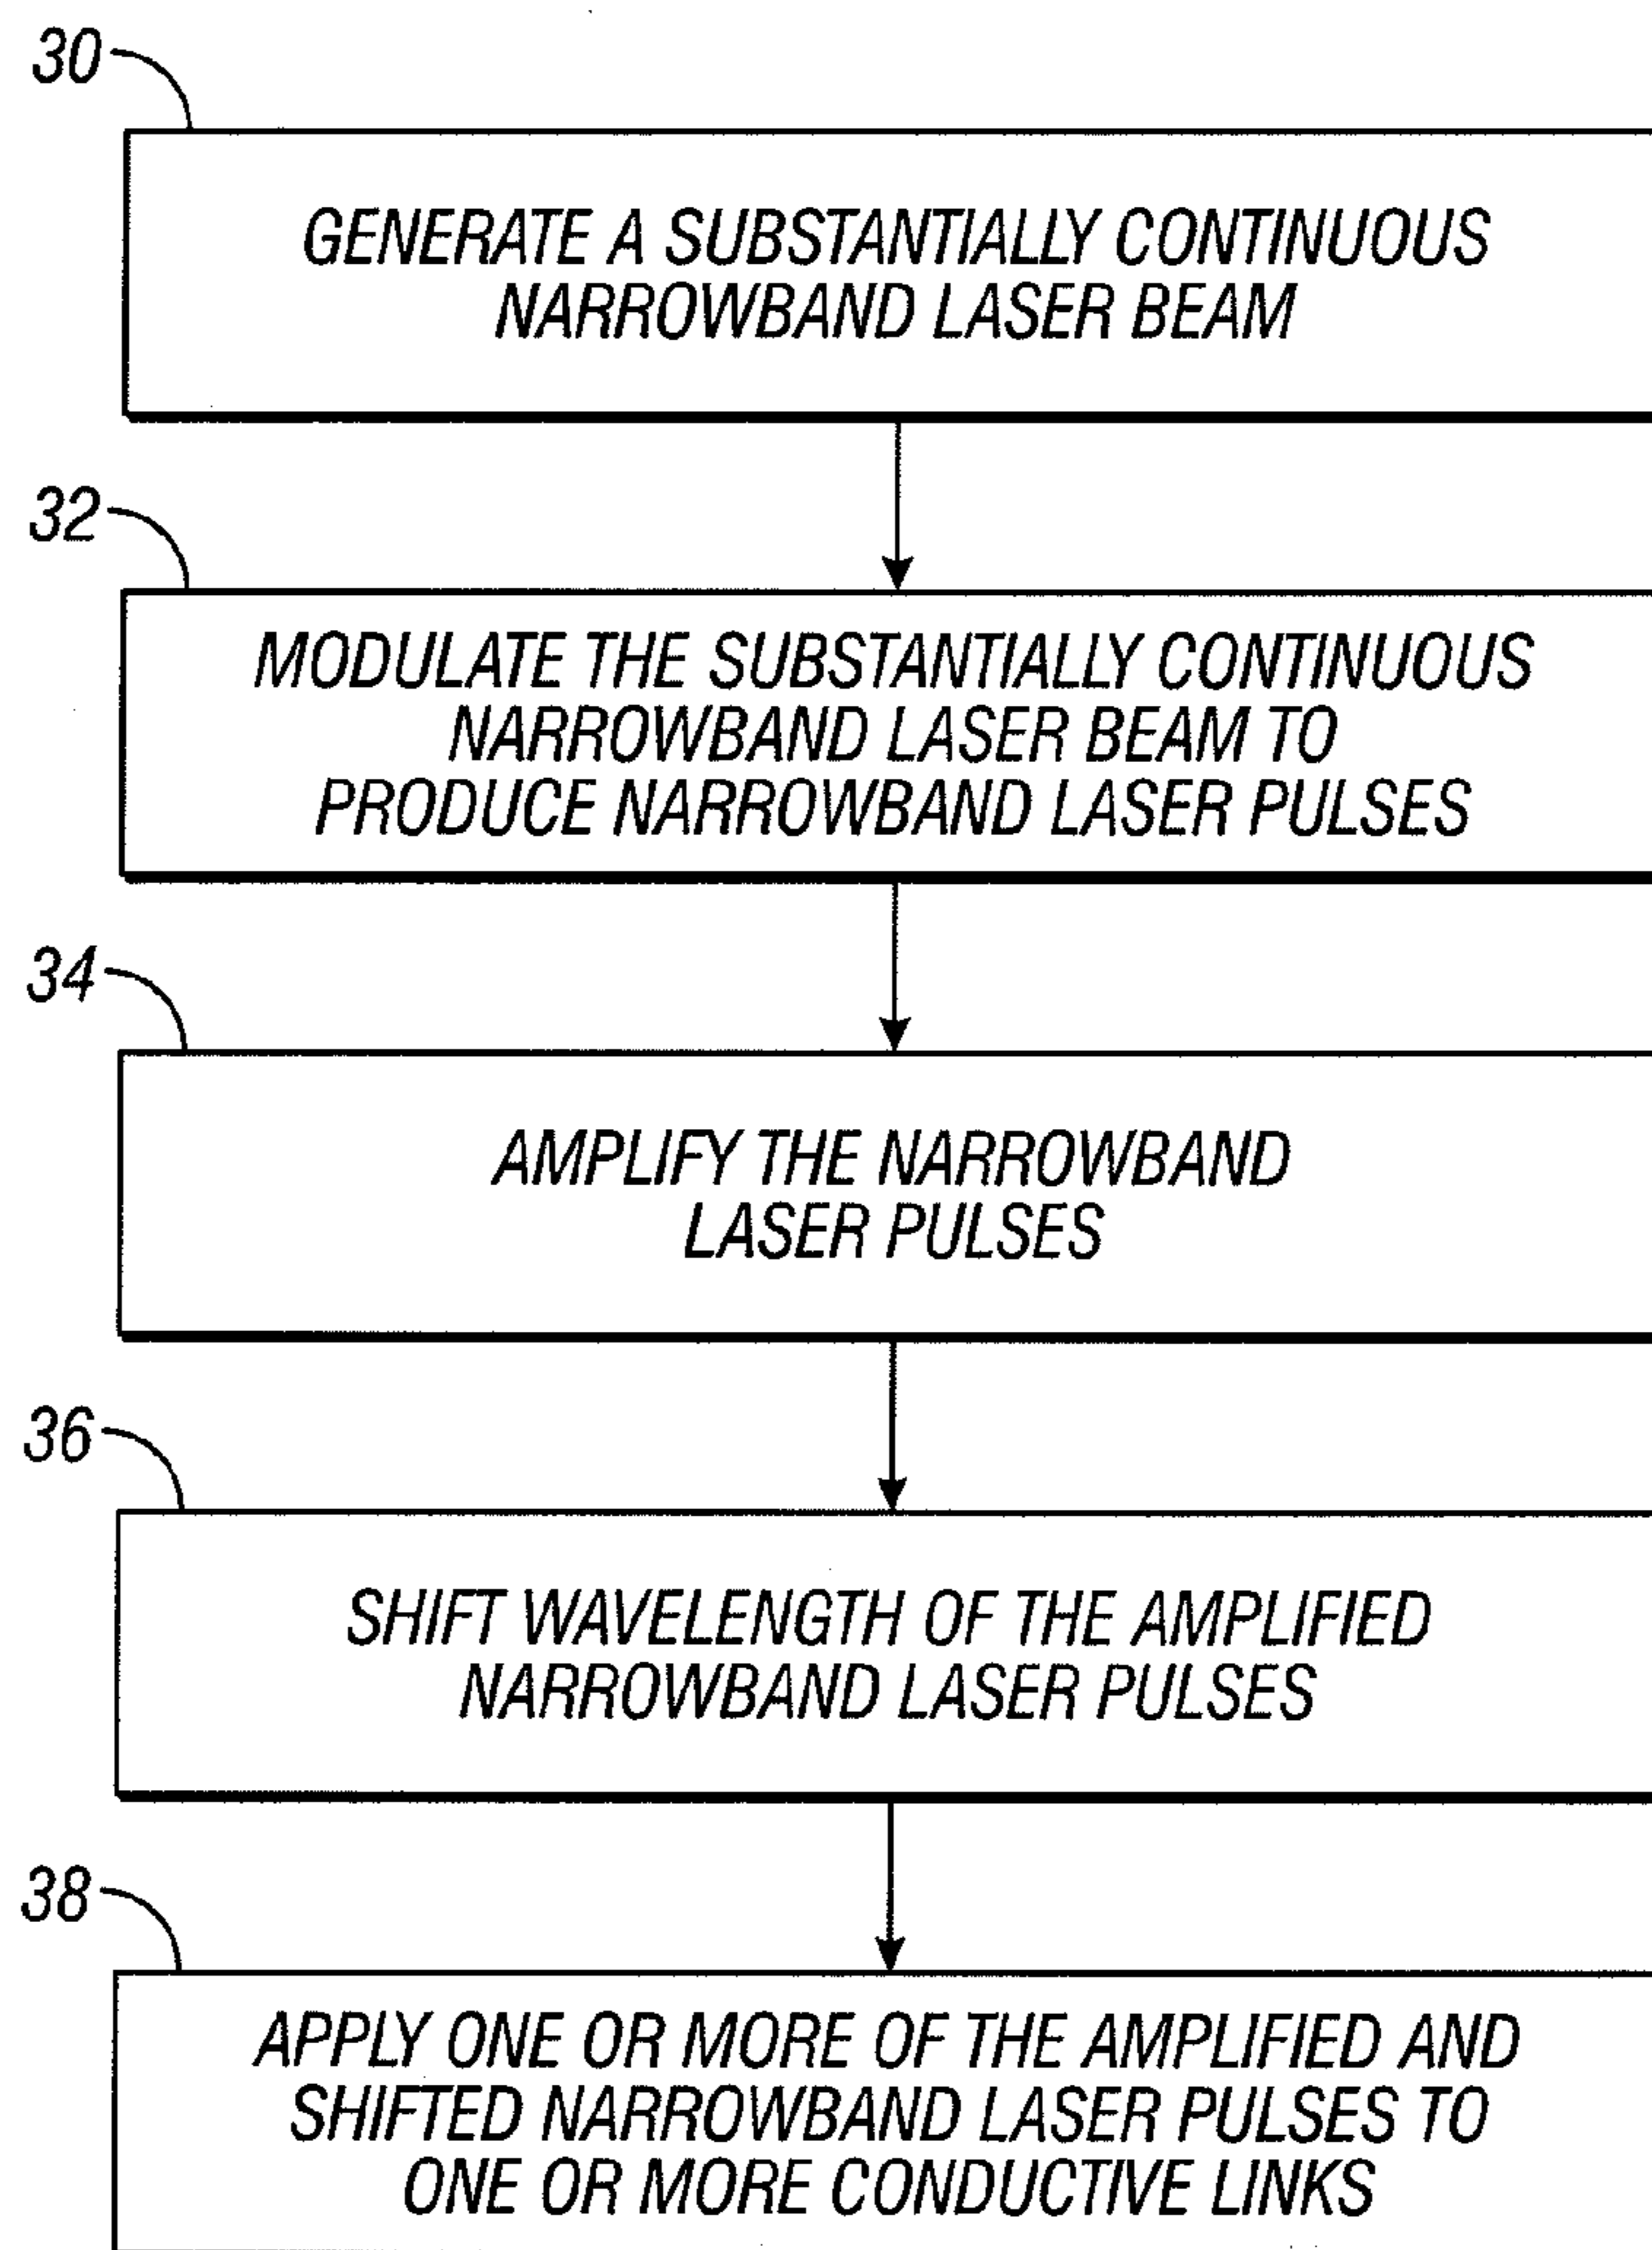 30
GENERATE A SUBSTANTIALLY CONTINUOUS
NARROWBAND LASER BEAM
32
MODULATE THE SUBSTANTIALLY CONTINUOUS
NARROWBAND LASER BEAM TO
PRODUCE NARROWBAND LASER PULSES
34
AMPLIFY THE NARROWBAND
LASER PULSES
36
SHIFT WAVELENGTH OF THE AMPLIFIED
NARROWBAND LASER PULSES
38
APPLY ONE OR MORE OF THE AMPLIFIED AND
SHIFTED NARROWBAND LASER PULSES TO
ONE OR MORE CONDUCTIVE LINKS